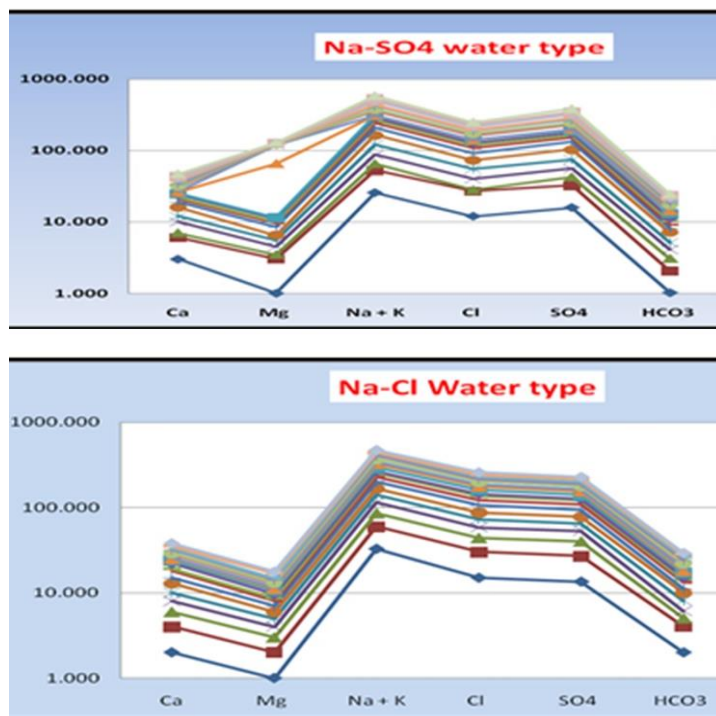 Na-SO4 water type
1000.000
100.000
10.000
1.000
Ca Mg Na + K Cl SO4 HCO3
Na-Cl Water type
1000.000
100.000
10.000
1.000
Ca Mg Na + K Cl SO4 HCO3